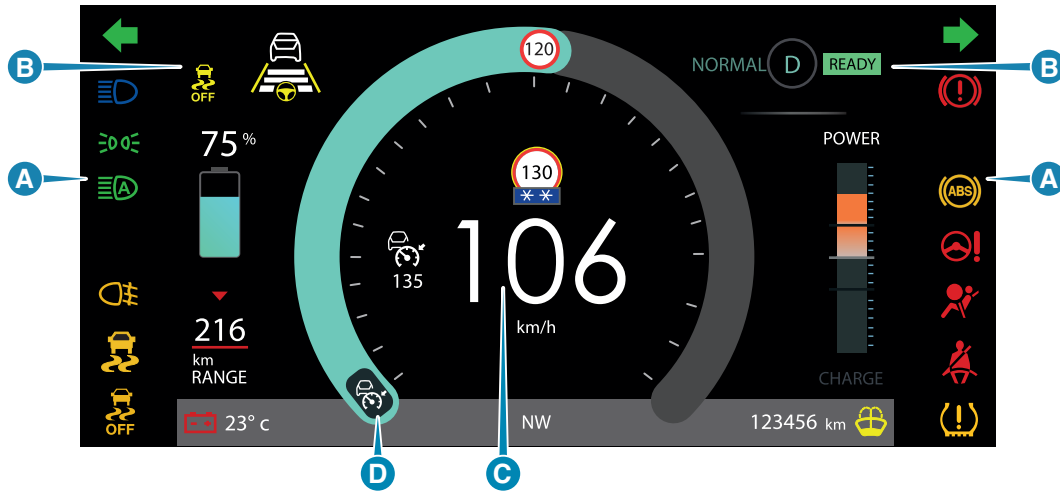 120
B
B
OFF
NORMAL
D
READY
75 %
POWER
A
130
A
A
ABS
135
106
km/h
216
km
RANGE
CHARGE
OFF
23° c
NW
123456 km
D
C